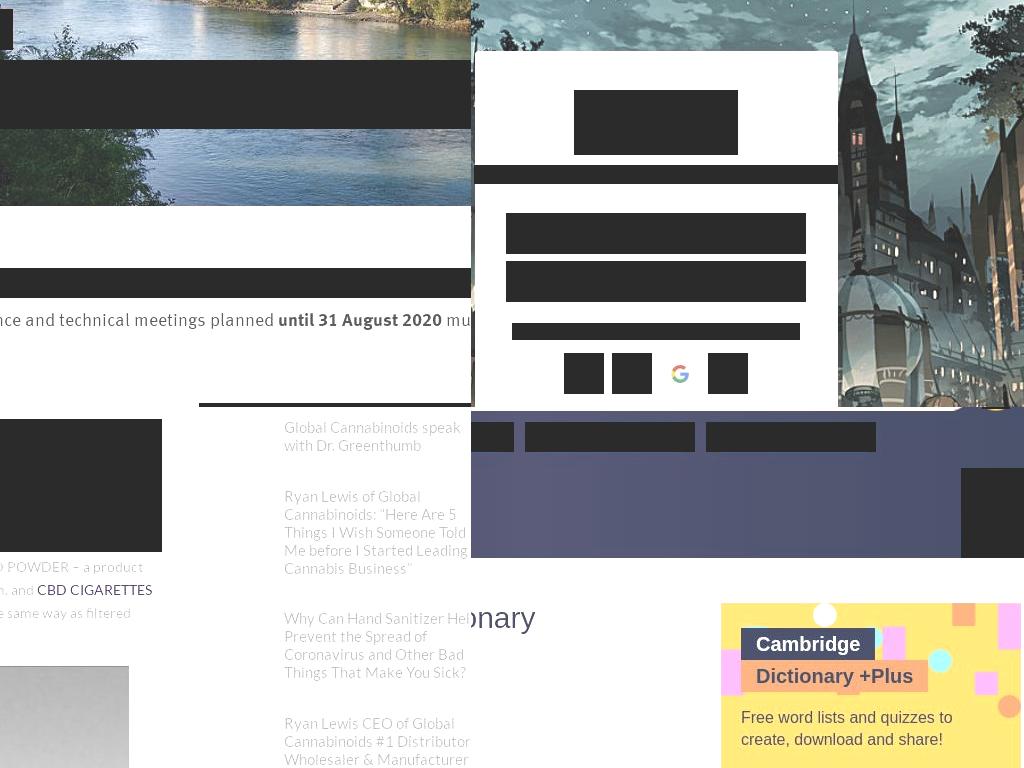 and technical meetings planned until 31 August 2020
Global Cannabinoids speak
with Dr. Greenthumb
Ryan Lewis of Global
Cannabinoids: “Here Are 5
Things I Wish Someone Told
Me before I Started Leading
Cannabis Business”
POWDER – a product
and CBD CIGARETTES
same way as filtered
Why Can Hand Sanitizer
Prevent the Spread of
Coronavirus and Other Bad
Things That Make You Sick?
Ryan Lewis CEO of Global
Cannabinoids #1 Distributor
Wholesaler & Manufacturer
Cambridge
Dictionary +Plus
Free word lists and quizzes to
create, download and share!